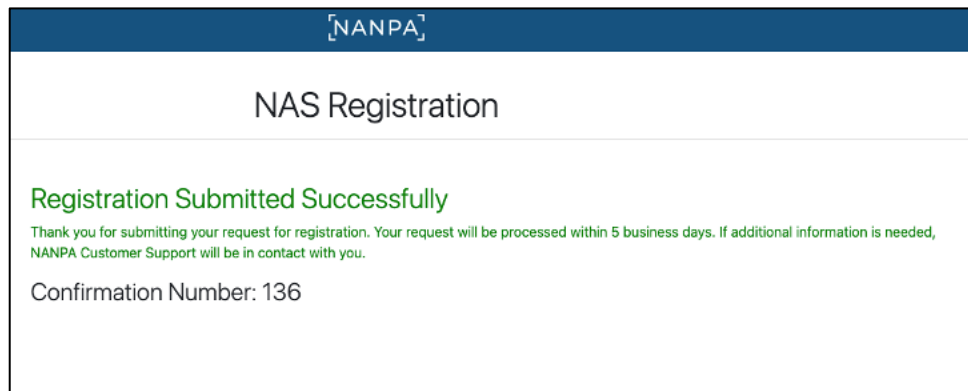 NANPA
NAS Registration
Registration Submitted Successfully
Thank you for submitting your request for registration. Your request will be processed within 5 business days. If additional information is needed,
NANPA Customer Support will be in contact with you.
Confirmation Number: 136